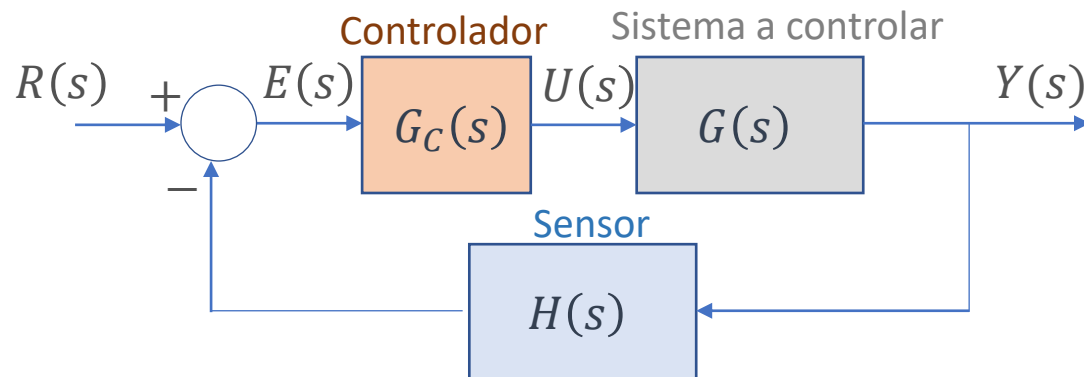 Controlador
Sistema a controlar
R(s)
+
E(s)
G_C(s)
U(s)
G(s)
Y(s)
−
Sensor
H(s)